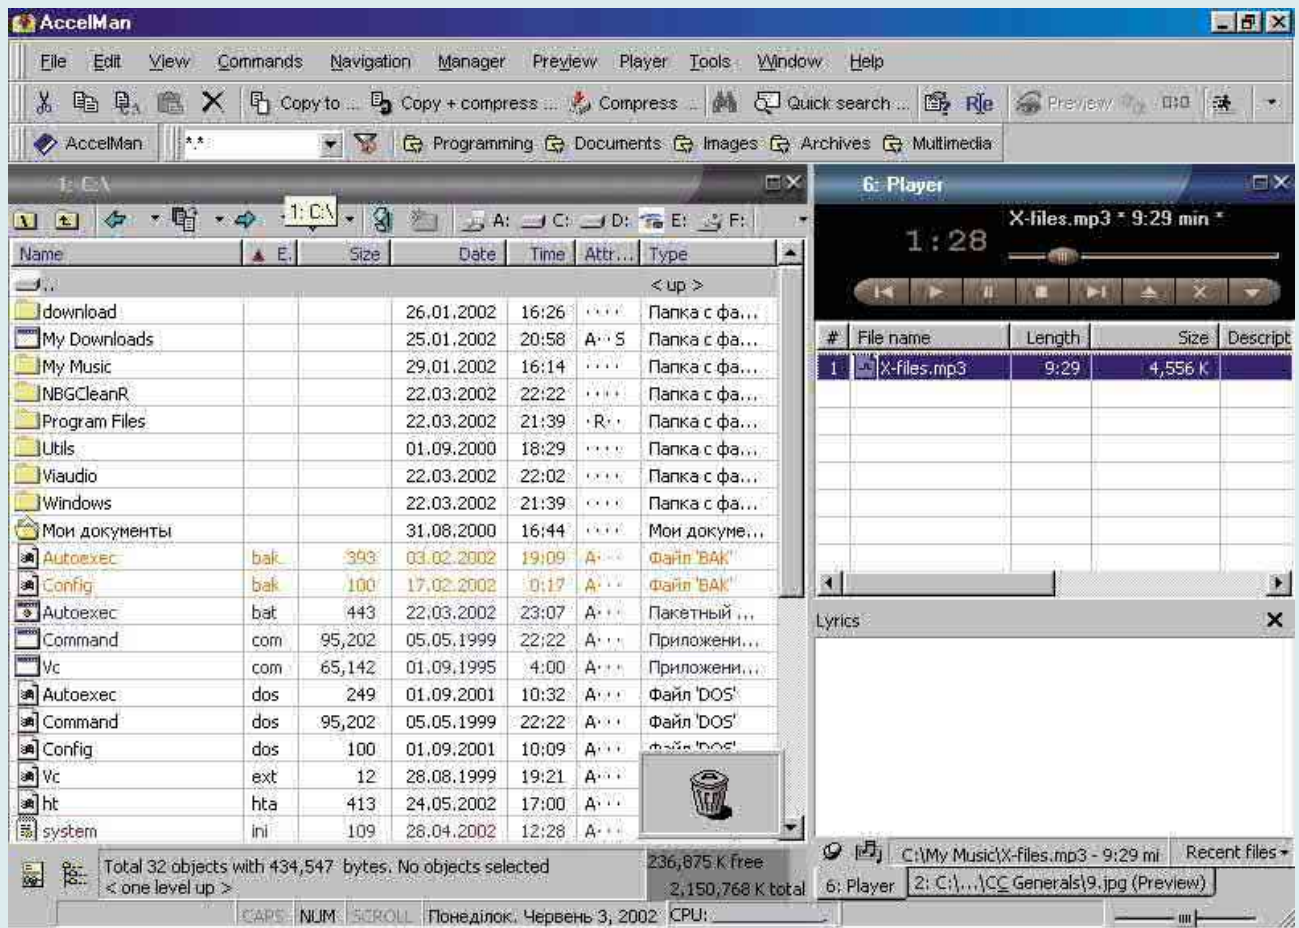 AccelMan
File Edit View Commands Navigation Manager Preview Player Tools Window Help
Copy to ... Copy + compress ... Compress ... Quick search ... R|e Preview
AccelMan *.* Programming Documents Images Archives Multimedia
1: C:\
1: C:\ A: C: D: E: F:
Name E. Size Date Time Attr... Type
.. < up >
download 26.01.2002 16:26 Папка с фа...
My Downloads 25.01.2002 20:58 A··S Папка с фа...
My Music 29.01.2002 16:14 Папка с фа...
NBGCleanR 22.03.2002 22:22 Папка с фа...
Program Files 22.03.2002 21:39 ·R·· Папка с фа...
Utils 01.09.2000 18:29 Папка с фа...
Viaudio 22.03.2002 22:02 Папка с фа...
Windows 22.03.2002 21:39 Папка с фа...
Мои документы 31.08.2000 16:44 Мои докуме...
Autoexec bak 393 03.02.2002 19:09 A··· Файл 'BAK'
Config bak 100 17.02.2002 0:17 A··· Файл 'BAK'
Autoexec bat 443 22.03.2002 23:07 A··· Пакетный ...
Command com 95,202 05.05.1999 22:22 A··· Приложени...
Vc com 65,142 01.09.1995 4:00 A··· Приложени...
Autoexec dos 249 01.09.2001 10:32 A··· Файл 'DOS'
Command dos 95,202 05.05.1999 22:22 A··· Файл 'DOS'
Config dos 100 01.09.2001 10:09 A··· Файл 'DOS'
Vc ext 12 28.08.1999 19:21 A···
ht hta 413 24.05.2002 17:00 A···
system ini 109 28.04.2002 12:28 A···
Total 32 objects with 434,547 bytes. No objects selected
< one level up >
236,875 K free
2,150,768 K total
6: Player
X-files.mp3 * 9:29 min *
1:28
# File name Length Size Descript
1 X-files.mp3 9:29 4,556 K
Lyrics
C:\My Music\X-files.mp3 - 9:29 mi Recent files
6: Player 2: C:\...\CC Generals\9.jpg (Preview)
CAPS NUM SCROLL Понеділок. Червень 3, 2002 CPU: